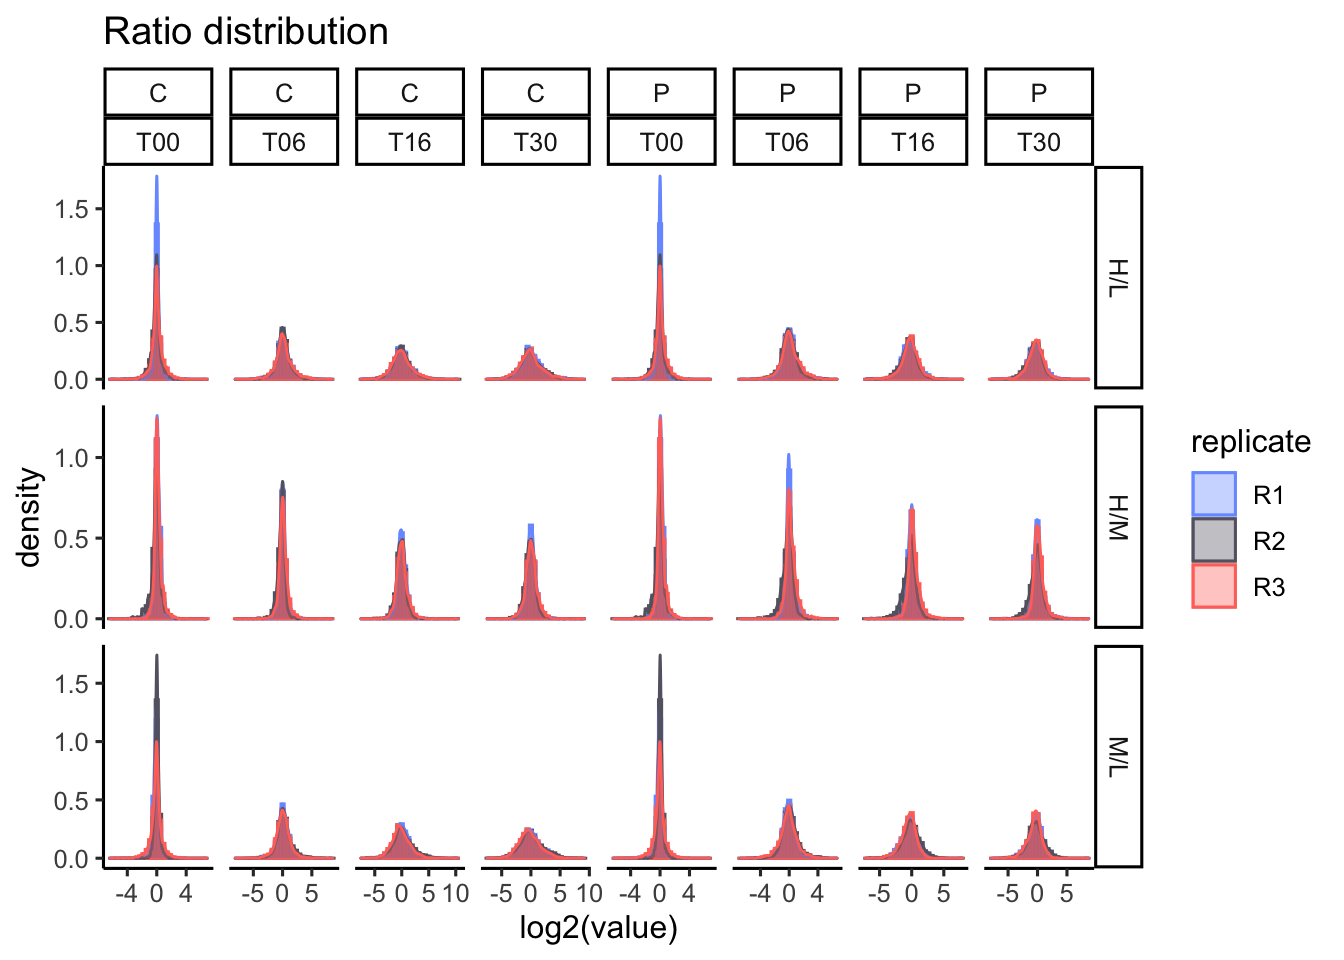 Ratio distribution
C C C C P P P P
T00 T06 T16 T30 T00 T06 T16 T30
1.5
1.0
0.5
0.0
H/L
1.0
0.5
0.0
H/M
1.5
1.0
0.5
0.0
M/L
density
-4 0 4 -5 0 5 -5 0 5 10 -5 0 5 10 -4 0 4 -4 0 4 -5 0 5 -5 0 5
log2(value)
replicate
R1
R2
R3